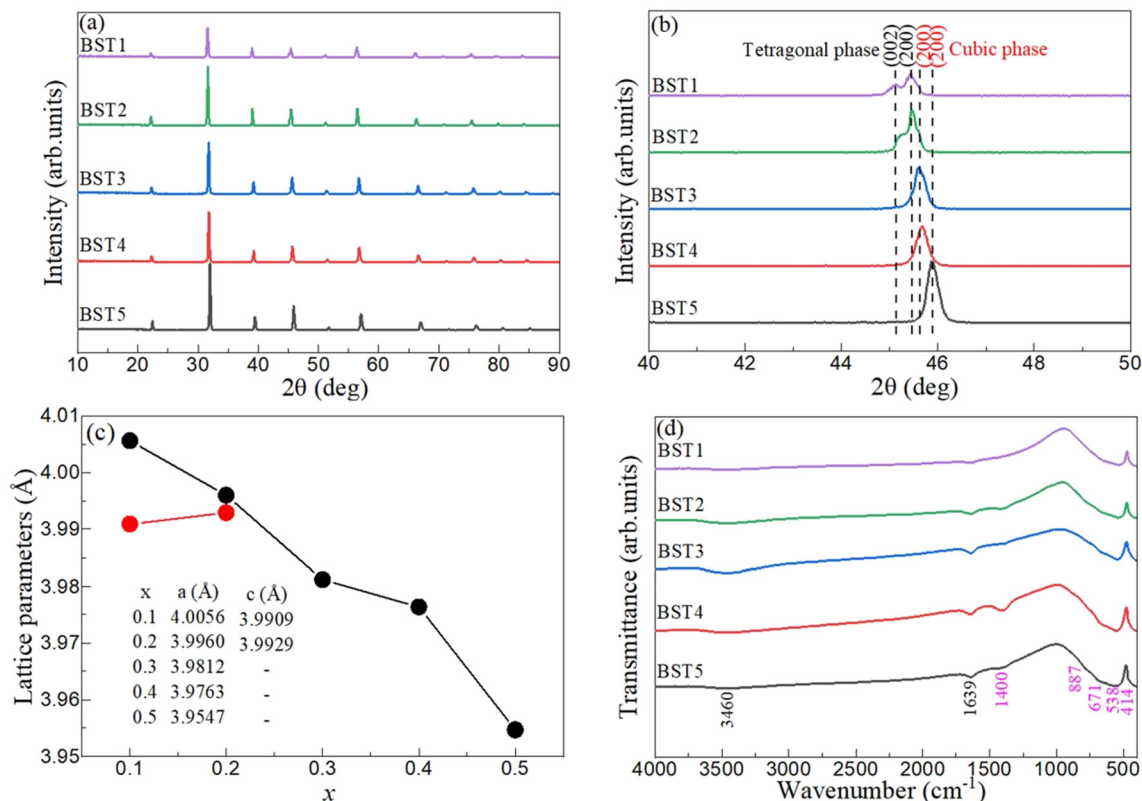 (a)
BST1
BST2
BST3
BST4
BST5
Intensity (arb.units)
10 20 30 40 50 60 70 80 90
2θ (deg)
(b)
Tetragonal phase
(002)
(200)
(200)
(200)
Cubic phase
BST1
BST2
BST3
BST4
BST5
Intensity (arb.units)
40 42 44 46 48 50
2θ (deg)
(c)
4.01
4.00
3.99
3.98
3.97
3.96
3.95
Lattice parameters (Å)
x a (Å) c (Å)
0.1 4.0056 3.9909
0.2 3.9960 3.9929
0.3 3.9812 -
0.4 3.9763 -
0.5 3.9547 -
0.1 0.2 0.3 0.4 0.5
x
(d)
BST1
BST2
BST3
BST4
BST5
Transmittance (arb.units)
3460
1639
1400
887
671
538
414
4000 3500 3000 2500 2000 1500 1000 500
Wavenumber (cm-1)